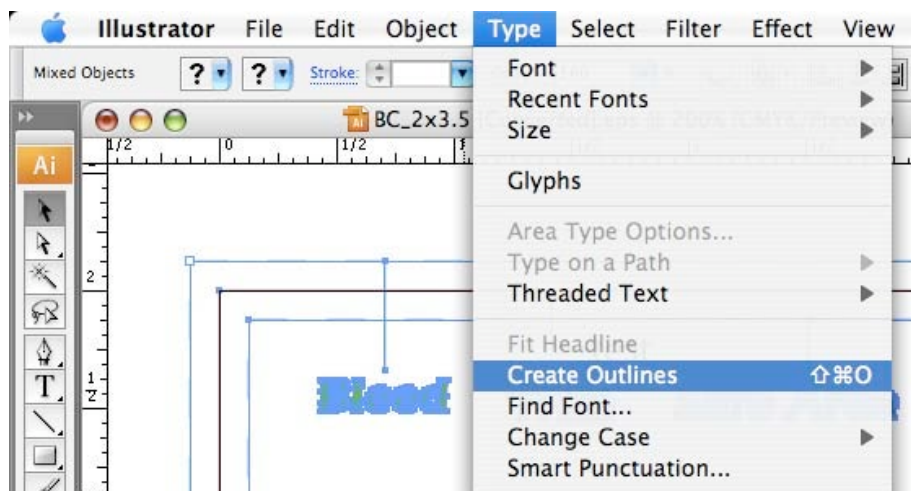 Illustrator File Edit Object Type Select Filter Effect View
Mixed Objects ? ? Stroke:
Font
Recent Fonts
Size
Glyphs
Area Type Options...
Type on a Path
Threaded Text
Fit Headline
Create Outlines ⇧⌘O
Find Font...
Change Case
Smart Punctuation...
BC_2x3.5
1/2 0 1/2 1
Ai
2
1
2
T
Bleed